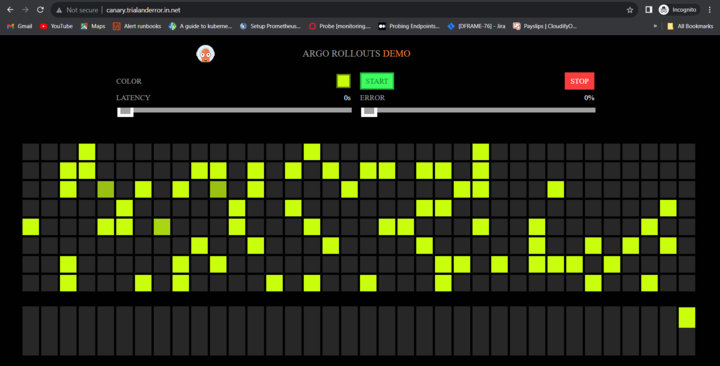 Not secure | canary.trialanderror.in.net
Incognito
Gmail YouTube Maps Alert runbooks A guide to kuberne... Setup Prometheus... Probe [monitoring.... Probing Endpoints... [DFRAME-76] - Jira Payslips | CloudifyO... » All Bookmarks
ARGO ROLLOUTS DEMO
COLOR START STOP
LATENCY 0s ERROR 0%